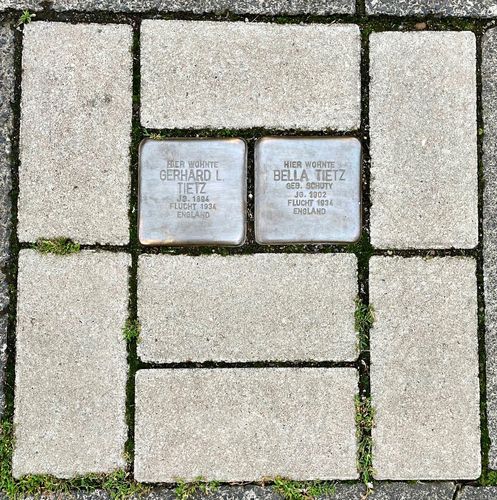 HIER WOHNTE
GERHARD L.
TIETZ
JG. 1894
FLUCHT 1934
ENGLAND
HIER WOHNTE
BELLA TIETZ
GEB. SCHUTY
JG. 1902
FLUCHT 1934
ENGLAND